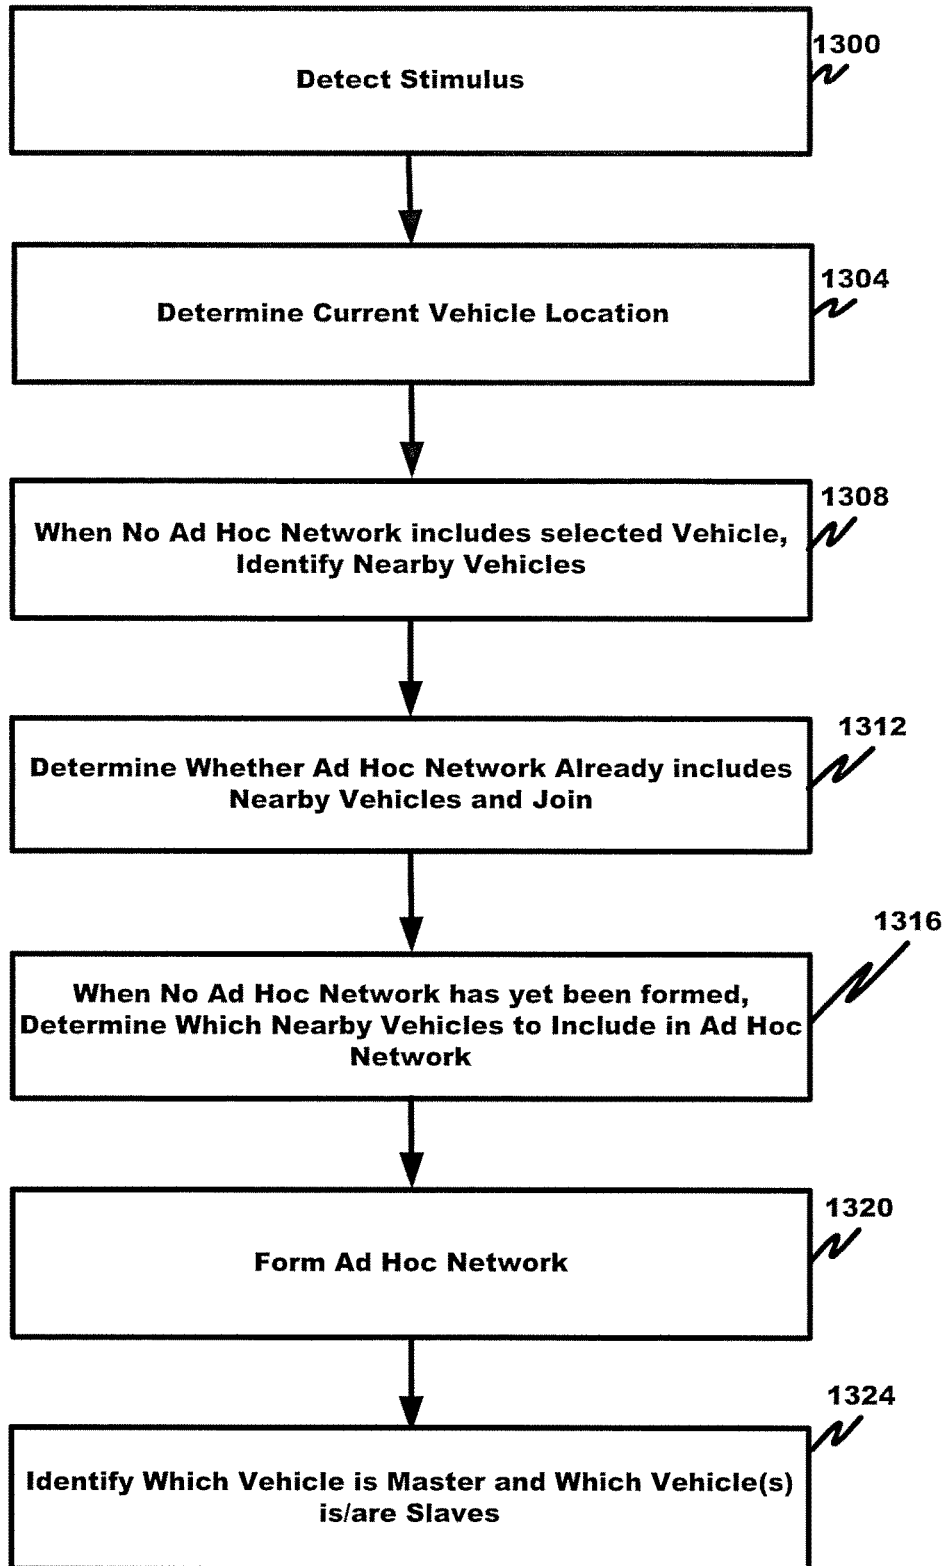 1300
Detect Stimulus
1304
Determine Current Vehicle Location
1308
When No Ad Hoc Network includes selected Vehicle,
Identify Nearby Vehicles
1312
Determine Whether Ad Hoc Network Already includes
Nearby Vehicles and Join
1316
When No Ad Hoc Network has yet been formed,
Determine Which Nearby Vehicles to Include in Ad Hoc
Network
1320
Form Ad Hoc Network
1324
Identify Which Vehicle is Master and Which Vehicle(s)
is/are Slaves